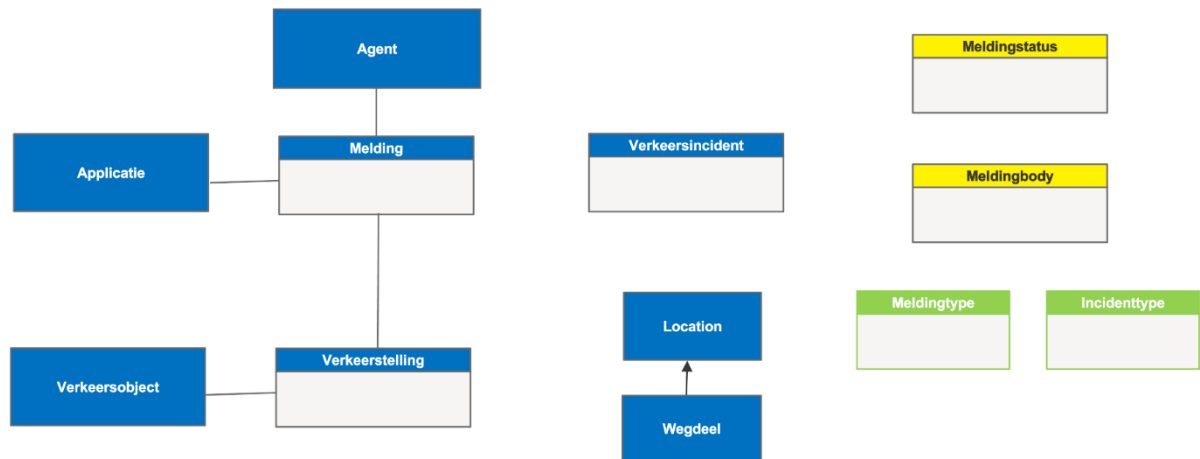 Agent
Meldingstatus
Melding
Verkeersincident
Applicatie
Meldingbody
Meldingtype
Incidenttype
Location
Verkeerstelling
Verkeersobject
Wegdeel